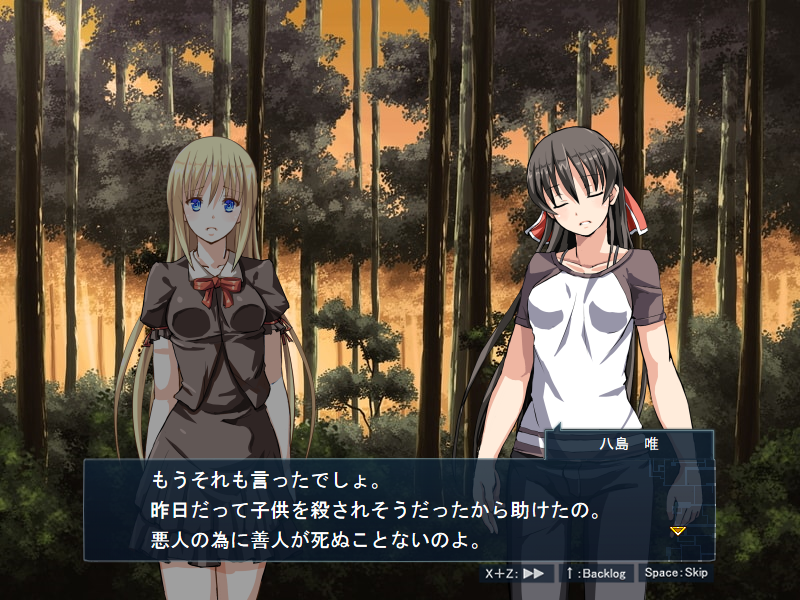 八島　唯
もうそれも言ったでしょ。
昨日だって子供を殺されそうだったから助けたの。
悪人の為に善人が死ぬことないのよ。
X+Z:▶▶ ↑:Backlog Space:Skip